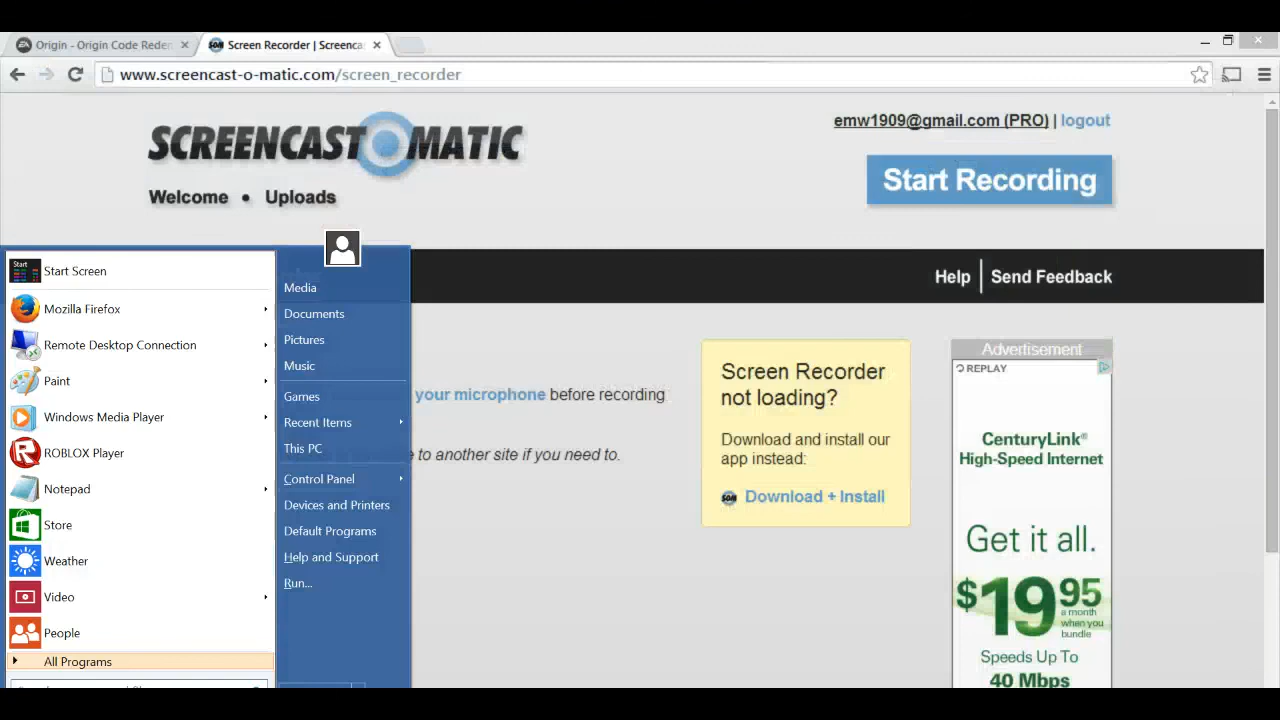 Origin - Origin Code Reden
Screen Recorder | Screenca
www.screencast-o-matic.com/screen_recorder
SCREENCAST O MATIC
emw1909@gmail.com (PRO) | logout
Start Recording
Welcome • Uploads
Help
Send Feedback
Start
Start Screen
Mozilla Firefox
Remote Desktop Connection
Paint
Windows Media Player
ROBLOX Player
Notepad
Store
Weather
Video
People
All Programs
Media
Documents
Pictures
Music
Games
Recent Items
This PC
Control Panel
Devices and Printers
Default Programs
Help and Support
Run...
your microphone before recording
to another site if you need to.
Screen Recorder
not loading?
Download and install our
app instead:
SOM Download + Install
Advertisement
REPLAY
CenturyLink®
High-Speed Internet
Get it all.
$19 95
a month
when you
bundle
Speeds Up To
40 Mbps